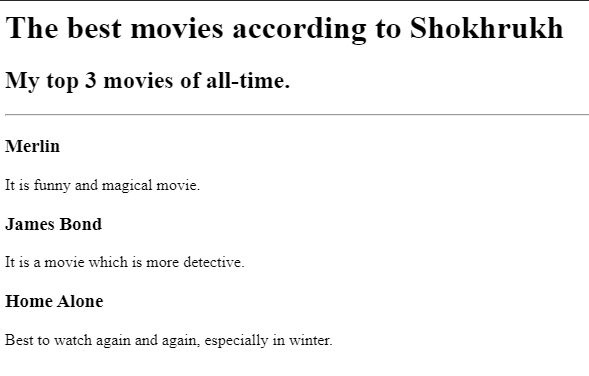 The best movies according to Shokhrukh
My top 3 movies of all-time.
Merlin
It is funny and magical movie.
James Bond
It is a movie which is more detective.
Home Alone
Best to watch again and again, especially in winter.